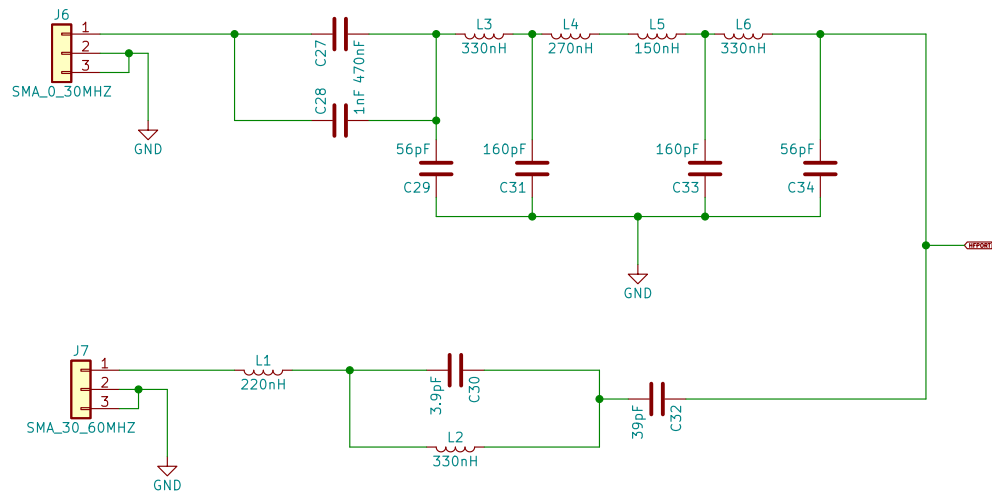 J6
1
2
3
SMA_0_30MHZ
GND
C27
470nF
C28
1nF
L3
330nH
L4
270nH
L5
150nH
L6
330nH
56pF
C29
160pF
C31
160pF
C33
56pF
C34
GND
HFPORT
J7
1
2
3
SMA_30_60MHZ
GND
L1
220nH
3.9pF
C30
L2
330nH
39pF
C32